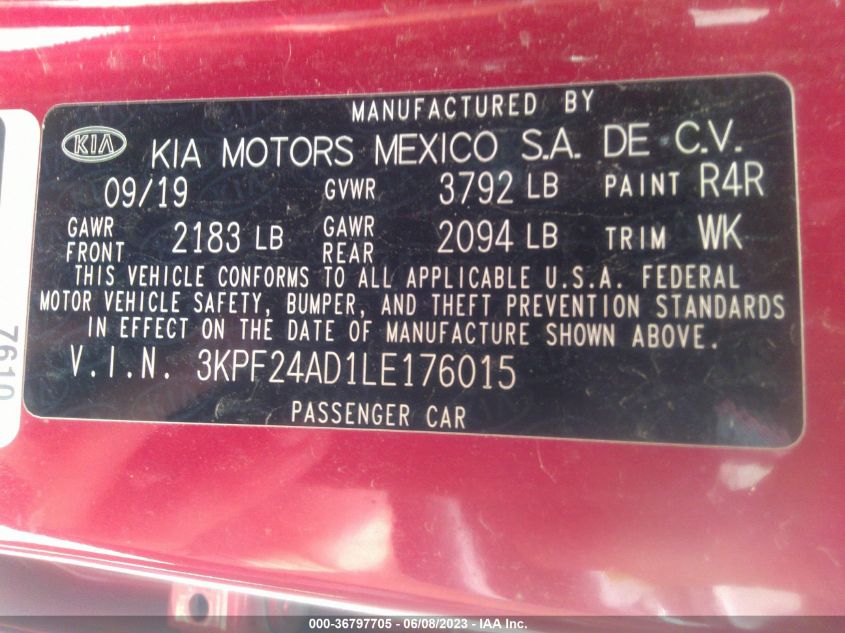 MANUFACTURED BY
KIA KIA MOTORS MEXICO S.A. DE C.V.
09/19 GVWR 3792 LB PAINT R4R
GAWR FRONT 2183 LB GAWR REAR 2094 LB TRIM WK
THIS VEHICLE CONFORMS TO ALL APPLICABLE U.S.A. FEDERAL
MOTOR VEHICLE SAFETY, BUMPER, AND THEFT PREVENTION STANDARDS
IN EFFECT ON THE DATE OF MANUFACTURE SHOWN ABOVE.
V.I.N. 3KPF24AD1LE176015
PASSENGER CAR
7610
000-36797705 - 06/08/2023 - IAA Inc.